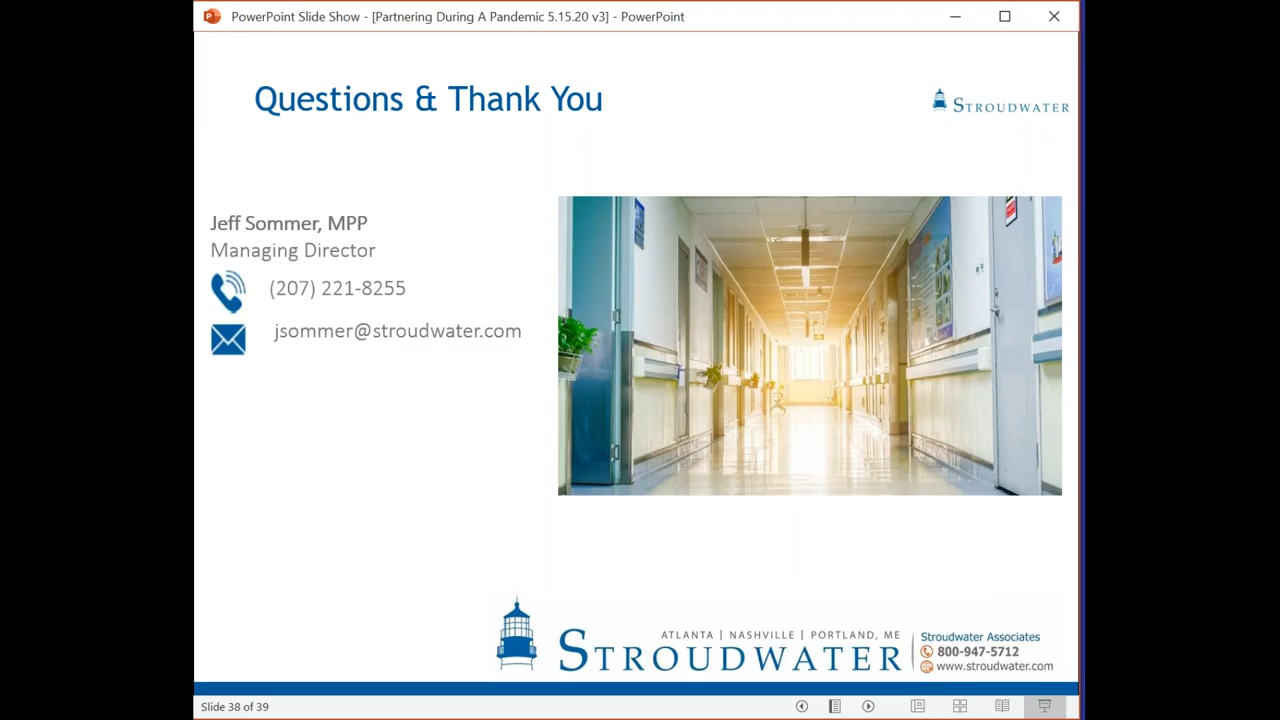 PowerPoint Slide Show - [Partnering During A Pandemic 5.15.20 v3] - PowerPoint
Questions & Thank You
STROUDWATER
Jeff Sommer, MPP
Managing Director
(207) 221-8255
jsommer@stroudwater.com
ATLANTA | NASHVILLE | PORTLAND, ME
STROUDWATER
Stroudwater Associates
800-947-5712
www.stroudwater.com
Slide 38 of 39